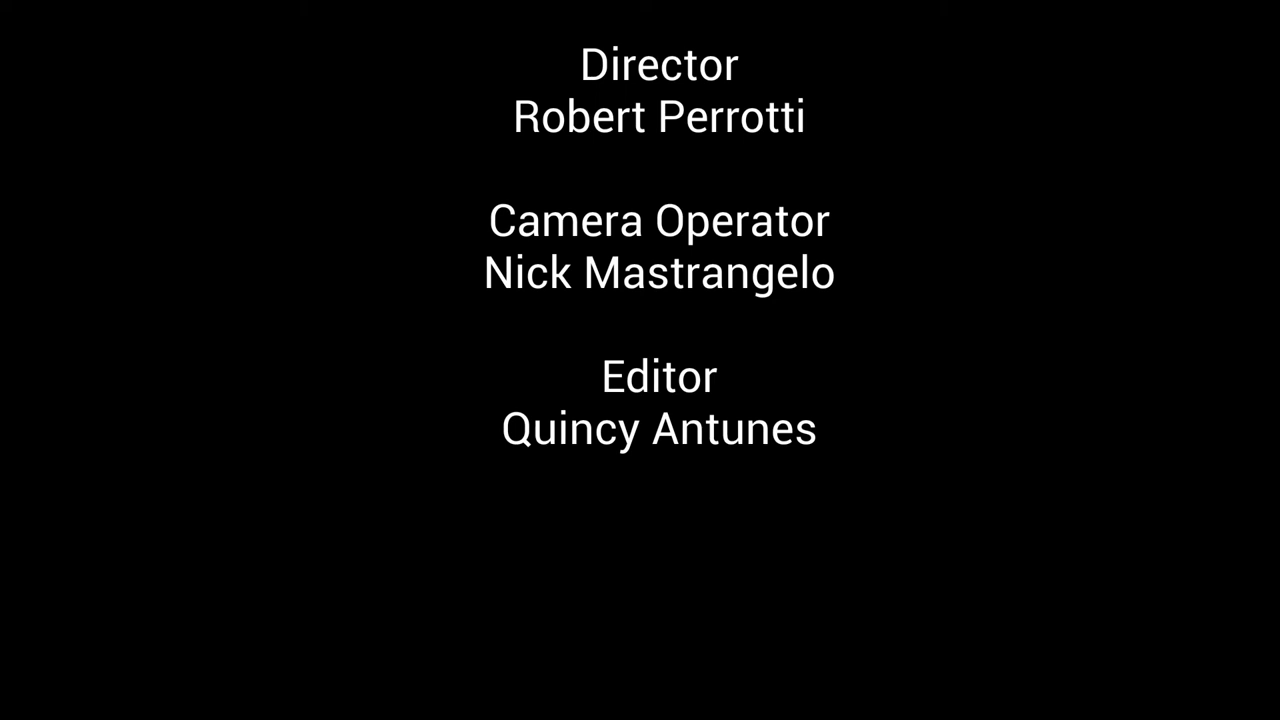 Director
Robert Perrotti
Camera Operator
Nick Mastrangelo
Editor
Quincy Antunes